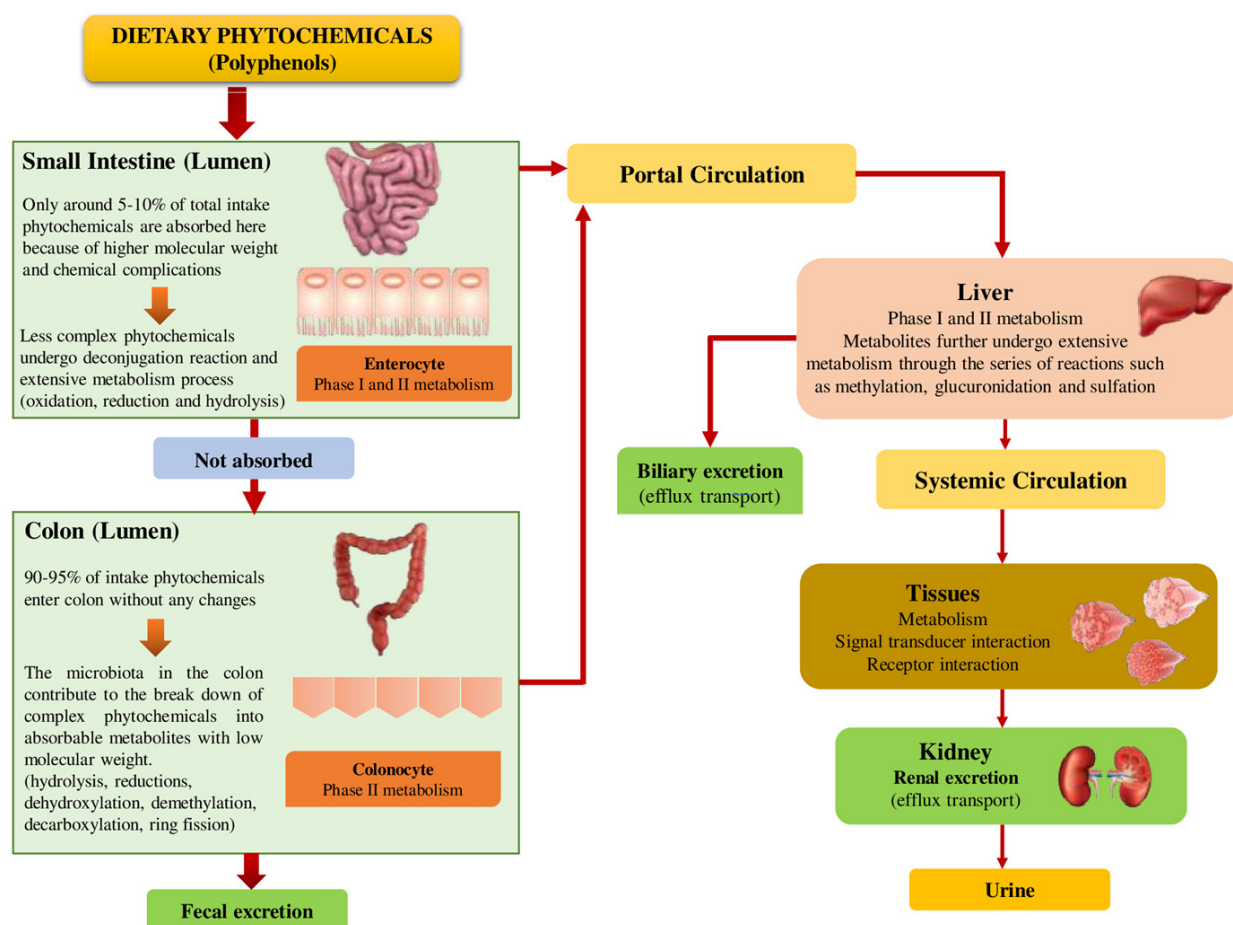 DIETARY PHYTOCHEMICALS
(Polyphenols)
Small Intestine (Lumen)
Only around 5-10% of total intake
phytochemicals are absorbed here
because of higher molecular weight
and chemical complications
Less complex phytochemicals
undergo deconjugation reaction and
extensive metabolism process
(oxidation, reduction and hydrolysis)
Enterocyte
Phase I and II metabolism
Not absorbed
Colon (Lumen)
90-95% of intake phytochemicals
enter colon without any changes
The microbiota in the colon
contribute to the break down of
complex phytochemicals into
absorbable metabolites with low
molecular weight.
(hydrolysis, reductions,
dehydroxylation, demethylation,
decarboxylation, ring fission)
Colonocyte
Phase II metabolism
Fecal excretion
Portal Circulation
Liver
Phase I and II metabolism
Metabolites further undergo extensive
metabolism through the series of reactions such
as methylation, glucuronidation and sulfation
Biliary excretion
(efflux transport)
Systemic Circulation
Tissues
Metabolism
Signal transducer interaction
Receptor interaction
Kidney
Renal excretion
(efflux transport)
Urine